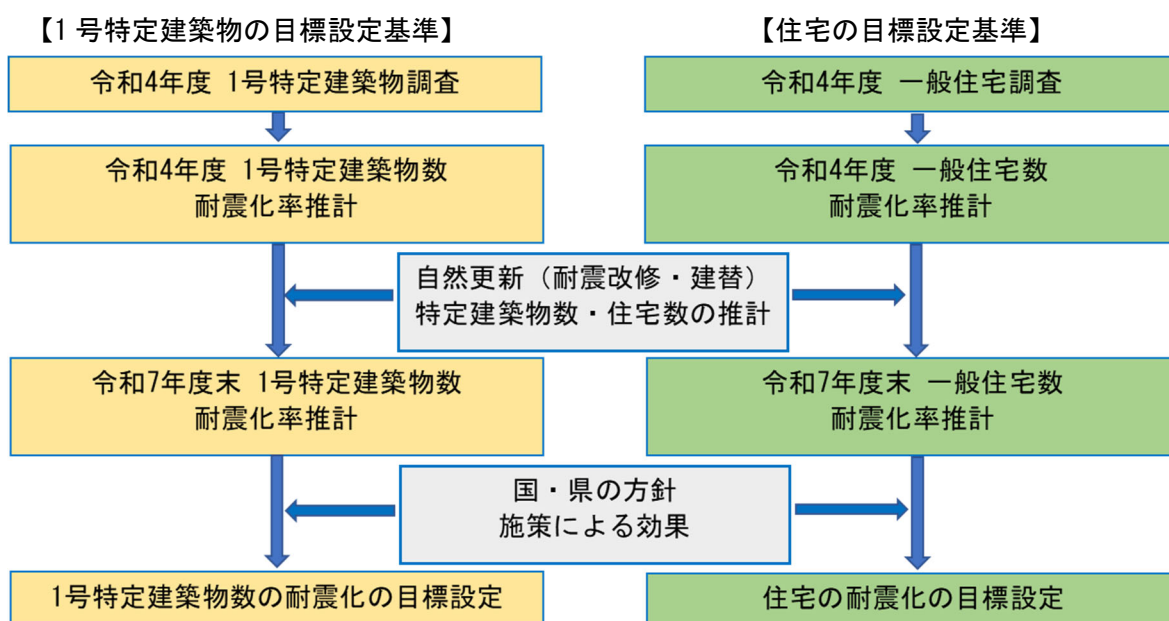 【1号特定建築物の目標設定基準】
【住宅の目標設定基準】
令和4年度 1号特定建築物調査
令和4年度 一般住宅調査
令和4年度 1号特定建築物数
耐震化率推計
令和4年度 一般住宅数
耐震化率推計
自然更新（耐震改修・建替）
特定建築物数・住宅数の推計
令和7年度末 1号特定建築物数
耐震化率推計
令和7年度末 一般住宅数
耐震化率推計
国・県の方針
施策による効果
1号特定建築物数の耐震化の目標設定
住宅の耐震化の目標設定